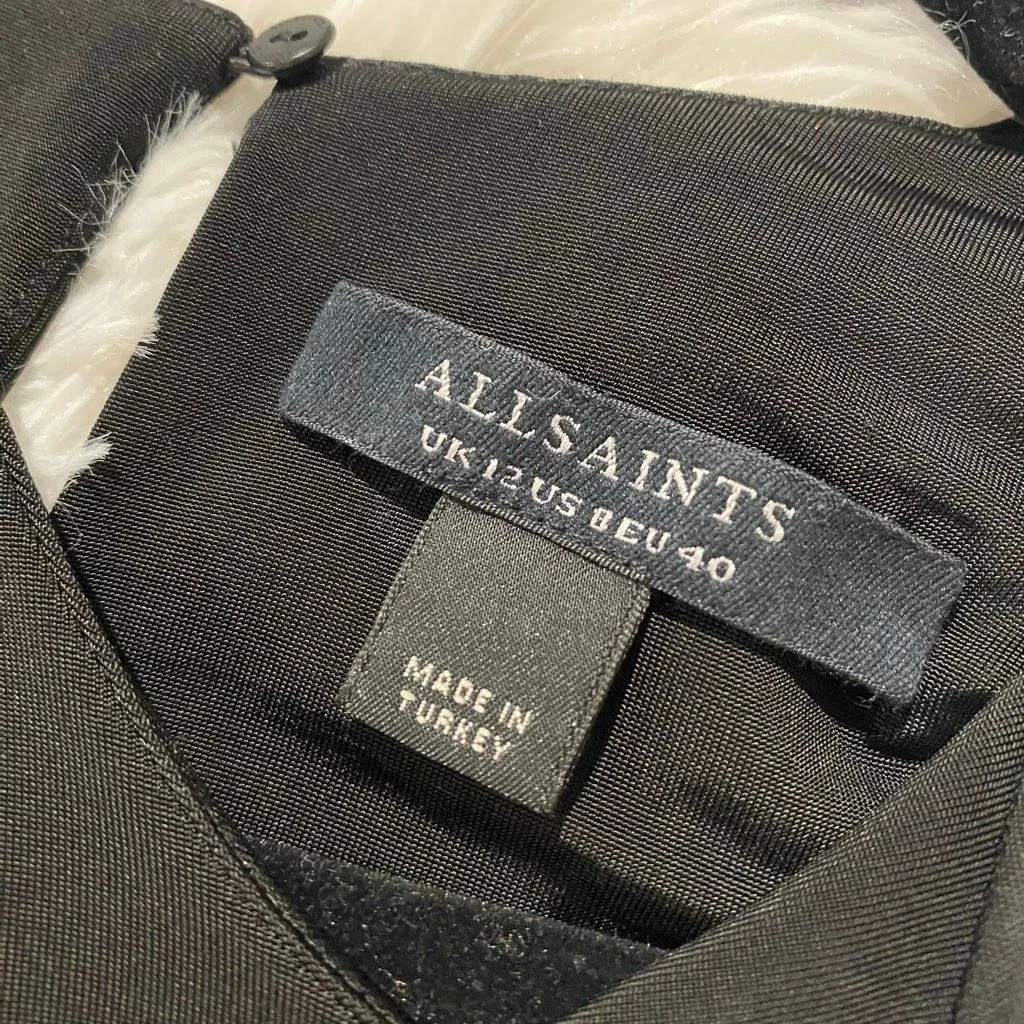 ALLSAINTS
UK 12 US 8 EU 40
MADE IN
TURKEY